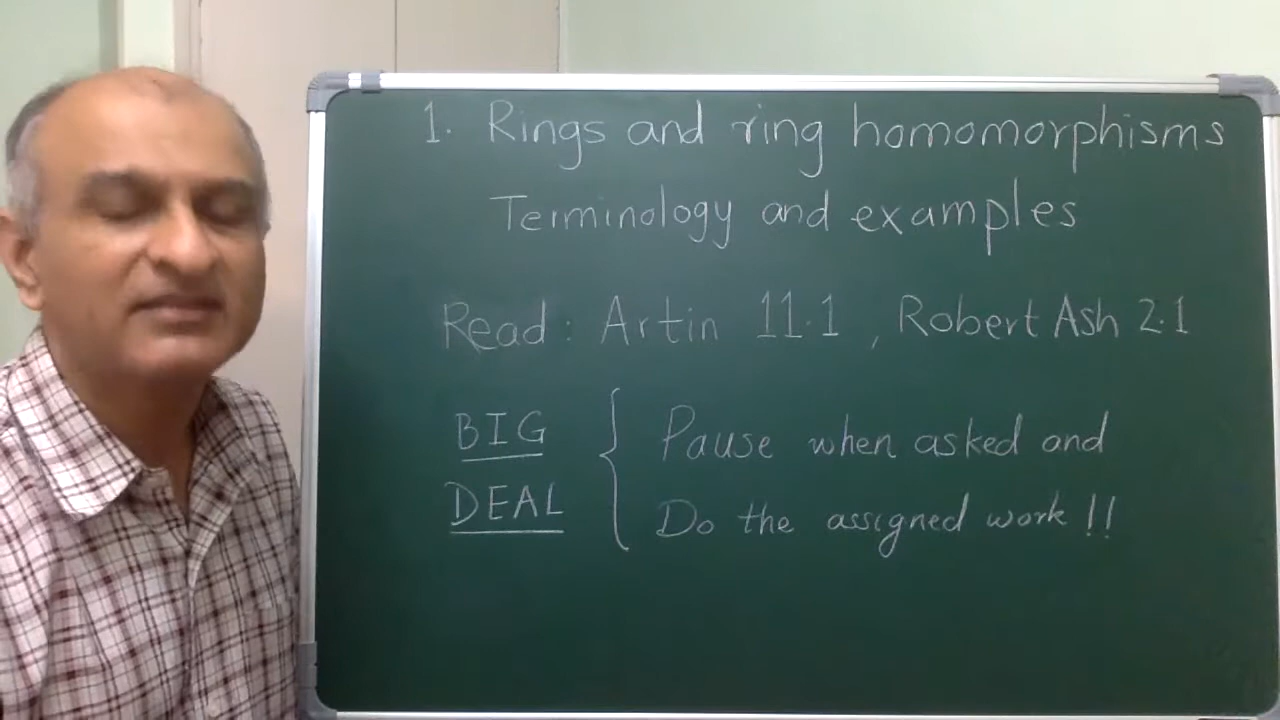 1. Rings and ring homomorphisms
Terminology and examples
Read: Artin 11.1, Robert Ash 2.1
BIG { Pause when asked and
DEAL Do the assigned work!!